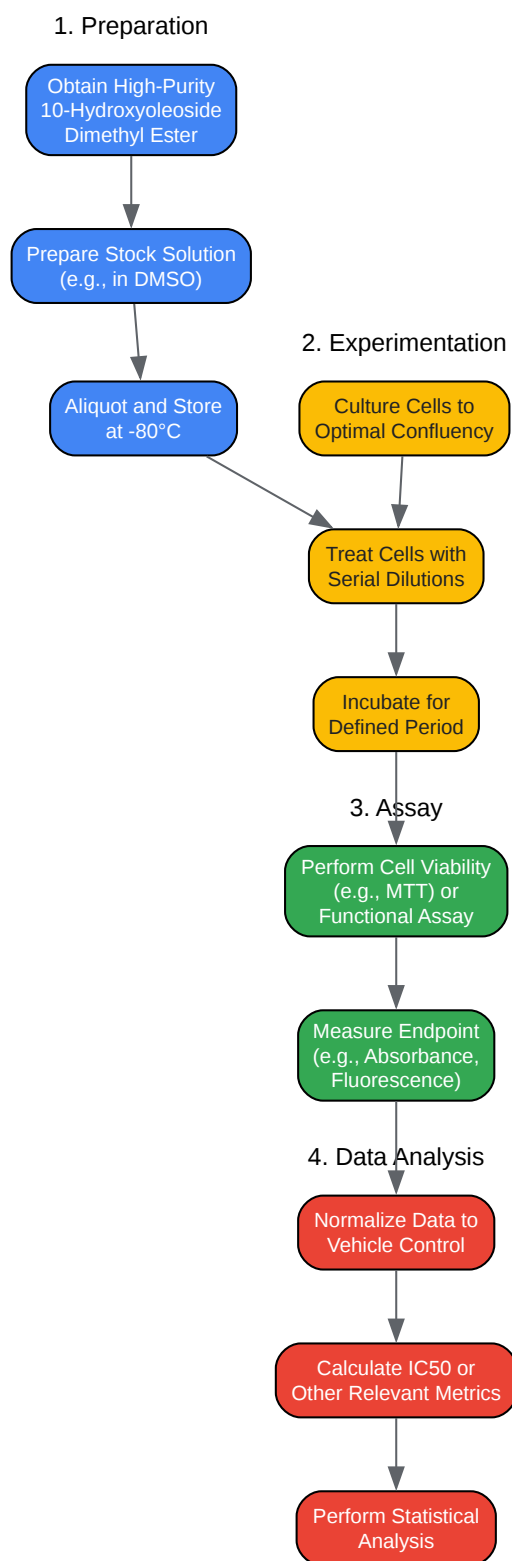 1. Preparation
Obtain High-Purity
10-Hydroxyoleoside
Dimethyl Ester
Prepare Stock Solution
(e.g., in DMSO)
Aliquot and Store
at -80°C
2. Experimentation
Culture Cells to
Optimal Confluency
Treat Cells with
Serial Dilutions
Incubate for
Defined Period
3. Assay
Perform Cell Viability
(e.g., MTT) or
Functional Assay
Measure Endpoint
(e.g., Absorbance,
Fluorescence)
4. Data Analysis
Normalize Data to
Vehicle Control
Calculate IC50 or
Other Relevant Metrics
Perform Statistical
Analysis